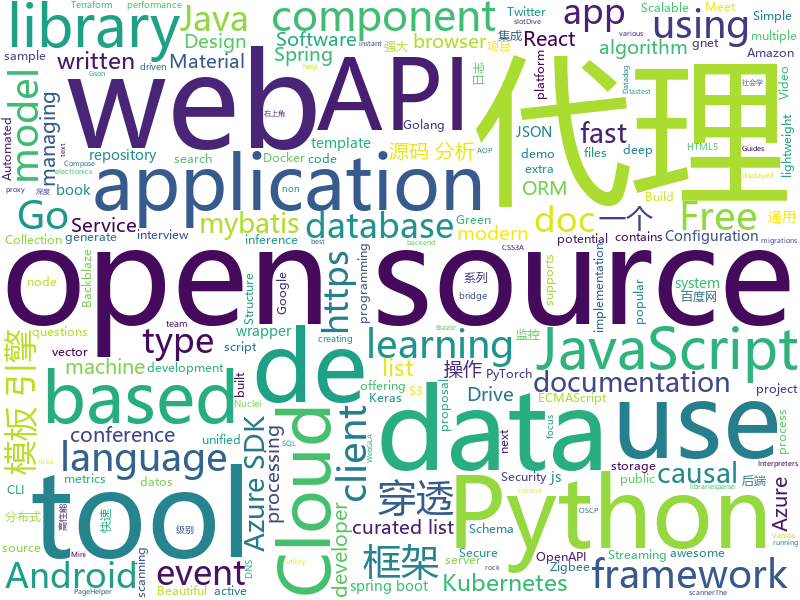 library
component
app
using
Java
Design
Software
Spring
React
Twitter
Scalable
Simple
Meet
Terraform
performance
slotDive
various
instant
强大
集成
项目
gnet
multiple
Amazon
algorithm
written
Material
browser
model
sample
Automated
managing
web
API
代理
Golang
日志
platform
JSON
AOP
Datadog
fastest
社会学
Video
lightweight
driven
Gson
右上角
help
Compose
electronics
text
template
Docker
code
源码 分析
fast
demo
extra
files
deep
HTML5
Guides
displayed
repository
search
application
ORM
Build
proxy
深度
book
Go
Service
mybatis
database
Green
modern
doc
一个
Free
通用
non
best
backend
CSS3A
migrations
Collection
generate
interview
inference
Configuration
potential
contains
node
Backblaze
Structure
Google
https
programming
supports
系列
bridge
implementation
popular
system
百度网
open source
questions
team
模板 引擎
type
machine
vector
wrapper
script
creating
learning
Blazor
监控
JavaScript
development
built
de
list
操作
PyTorch
Keras
project
based
offering
S3
Drive
documentation
Nuclei
unified
SQL
proposal
ECMAScript
conference
language
Cloud
client
data
use
next
focus
WebGLA
process
Interpreters
CLI
metrics
datos
Azure SDK
processing
穿透
curated list
js
Security
storage
public
causal
后端
m3u
librariesparse
tool
Python
分布式
高性能
快速
级别
developer
框架
Schema
OpenAPI
Azure
OSCP
source
DNS
server
Secure
awesome
running
Mini
Vanilla
Android
scanning
event
active
PageHelper
utility
spring boot
rock
Kubernetes
Streaming
Zigbee
control
scannerThe
framework